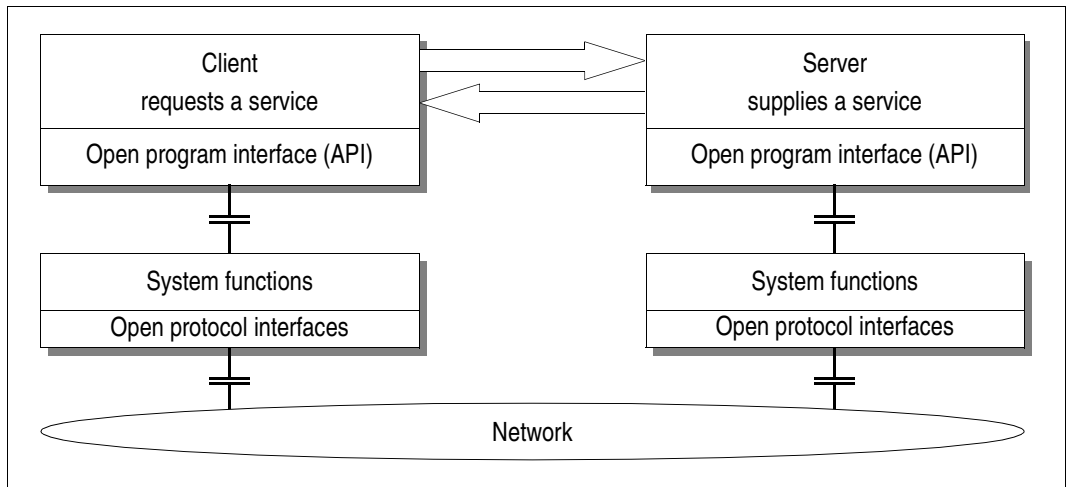 Client
requests a service
Open program interface (API)
Server
supplies a service
Open program interface (API)
System functions
Open protocol interfaces
System functions
Open protocol interfaces
Network